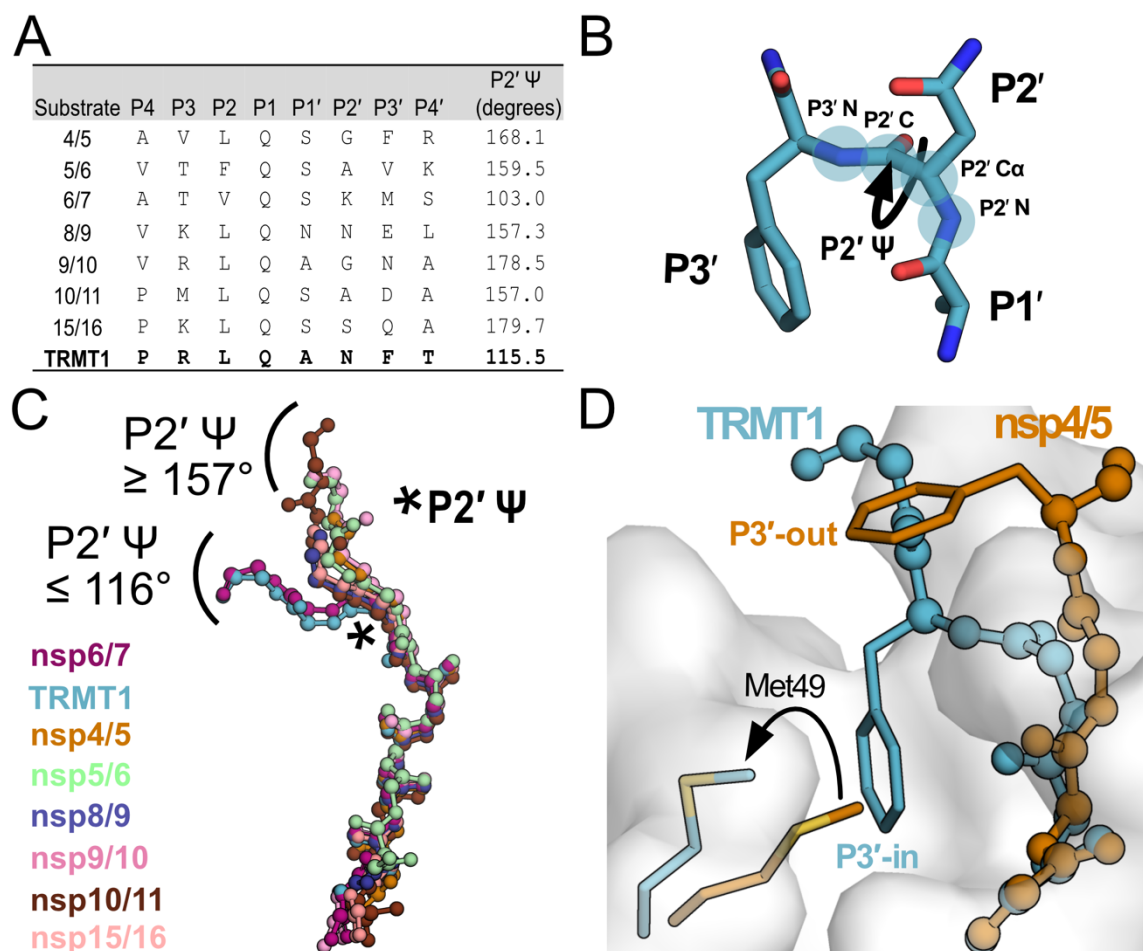 A
P2′ Ψ
Substrate P4 P3 P2 P1 P1′ P2′ P3′ P4′ (degrees)
4/5 A V L Q S G F R 168.1
5/6 V T F Q S A V K 159.5
6/7 A T V Q S K M S 103.0
8/9 V K L Q N N E L 157.3
9/10 V R L Q A G N A 178.5
10/11 P M L Q S A D A 157.0
15/16 P K L Q S S Q A 179.7
TRMT1 P R L Q A N F T 115.5
B
P2′
P3′ N
P2′ C
P2′ Cα
P2′ N
P2′ Ψ
P3′
P1′
C
P2′ Ψ
≥ 157°
*P2′ Ψ
P2′ Ψ
≤ 116°
*
nsp6/7
TRMT1
nsp4/5
nsp5/6
nsp8/9
nsp9/10
nsp10/11
nsp15/16
D
TRMT1
nsp4/5
P3′-out
Met49
P3′-in